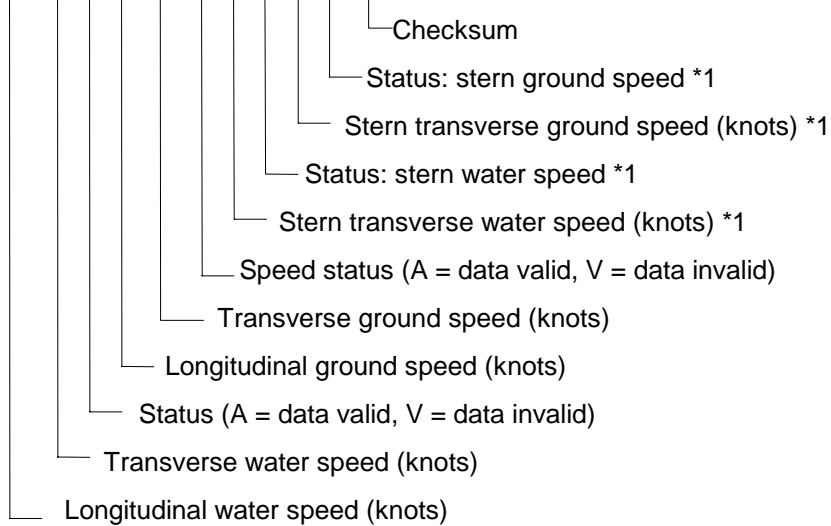 Checksum
Status: stern ground speed *1
Stern transverse ground speed (knots) *1
Status: stern water speed *1
Stern transverse water speed (knots) *1
Speed status (A = data valid, V = data invalid)
Transverse ground speed (knots)
Longitudinal ground speed (knots)
Status (A = data valid, V = data invalid)
Transverse water speed (knots)
Longitudinal water speed (knots)